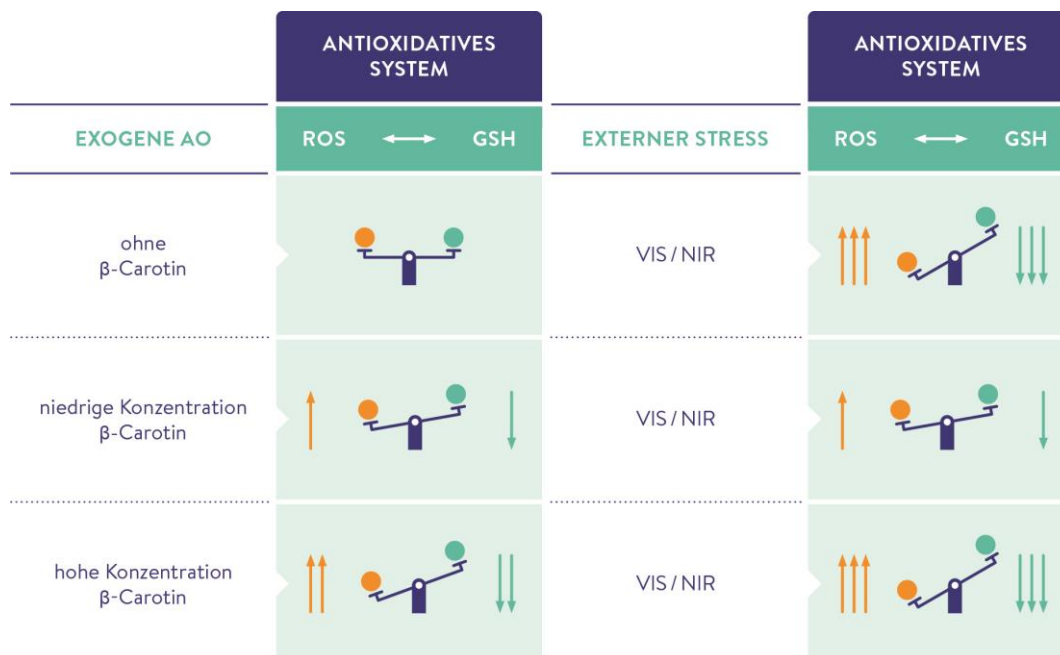 ANTIOXIDATIVES
SYSTEM
ANTIOXIDATIVES
SYSTEM
EXOGENE AO
ROS
GSH
EXTERNER STRESS
ROS
GSH
ohne
β-Carotin
VIS / NIR
niedrige Konzentration
β-Carotin
VIS / NIR
hohe Konzentration
β-Carotin
VIS / NIR